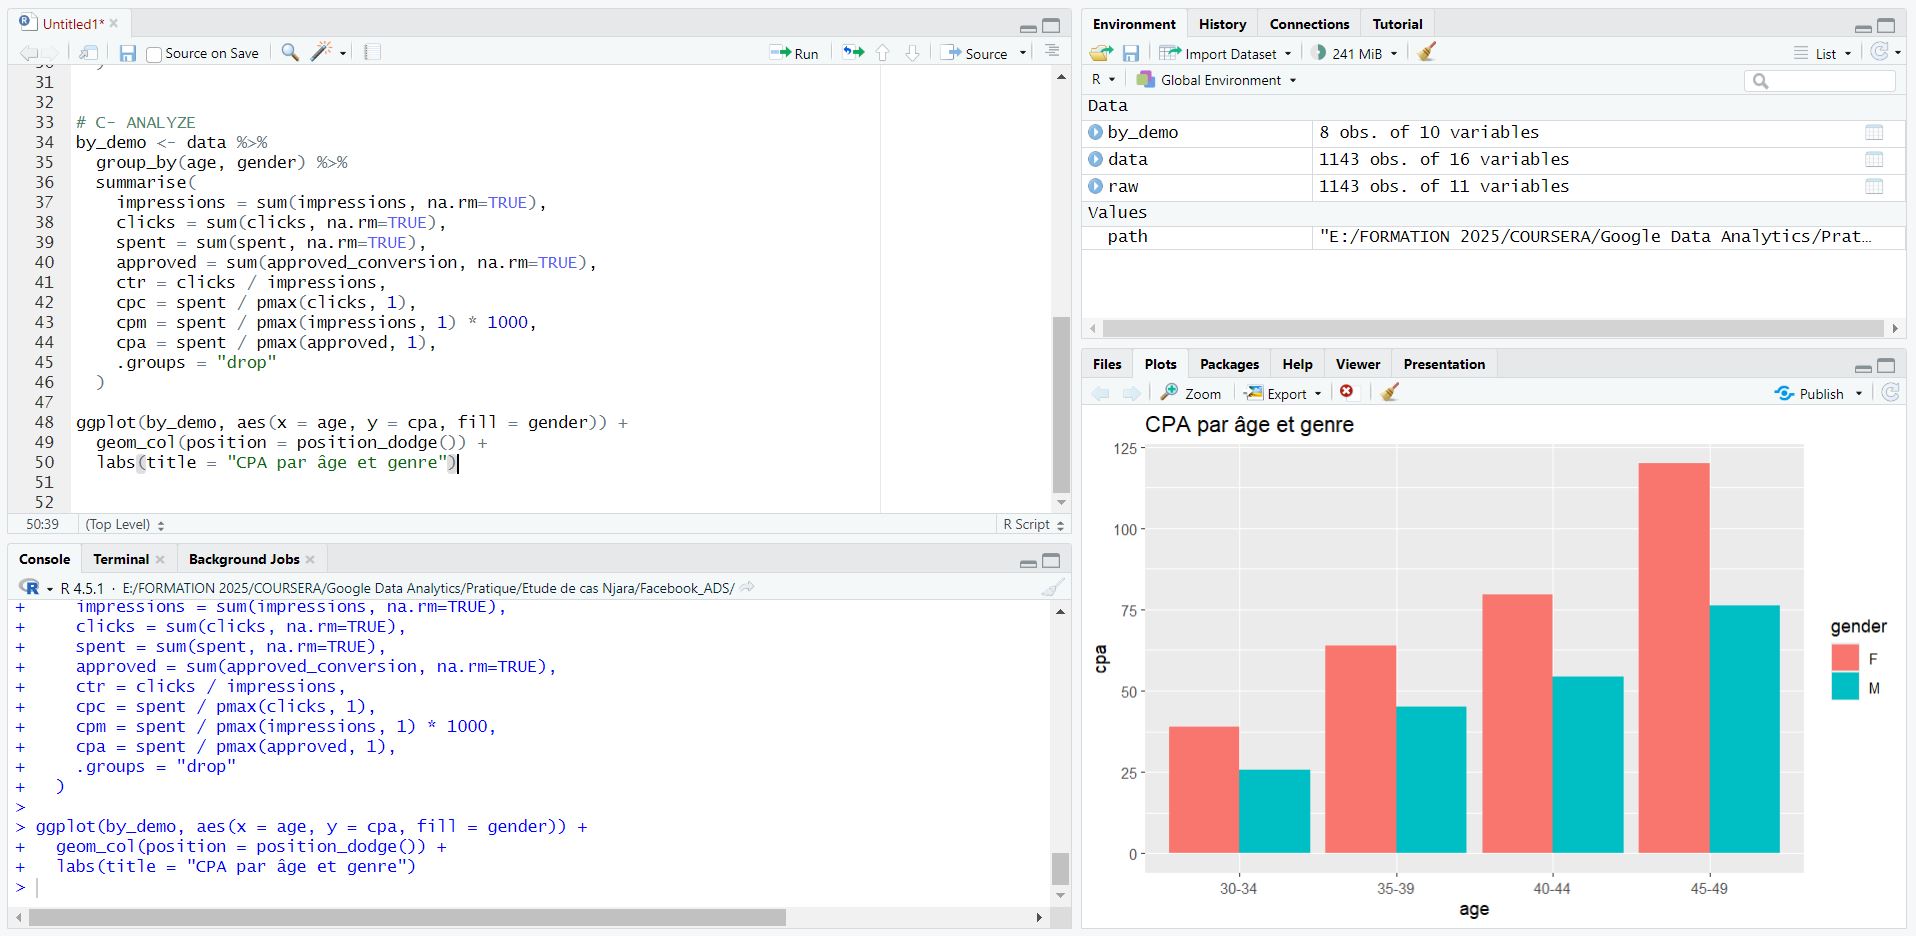 Untitled1*
Source on Save
Run
Source
31
32
33 # C- ANALYZE
34 by_demo <- data %>%
35 group_by(age, gender) %>%
36 summarise(
37 impressions = sum(impressions, na.rm=TRUE),
38 clicks = sum(clicks, na.rm=TRUE),
39 spent = sum(spent, na.rm=TRUE),
40 approved = sum(approved_conversion, na.rm=TRUE),
41 ctr = clicks / impressions,
42 cpc = spent / pmax(clicks, 1),
43 cpm = spent / pmax(impressions, 1) * 1000,
44 cpa = spent / pmax(approved, 1),
45 .groups = "drop"
46 )
47
48 ggplot(by_demo, aes(x = age, y = cpa, fill = gender)) +
49 geom_col(position = position_dodge()) +
50 labs(title = "CPA par âge et genre")
51
52
50:39 (Top Level) R Script
Console Terminal Background Jobs
R R 4.5.1 · E:/FORMATION 2025/COURSERA/Google Data Analytics/Pratique/Etude de cas Njara/Facebook_ADS/
+ impressions = sum(impressions, na.rm=TRUE),
+ clicks = sum(clicks, na.rm=TRUE),
+ spent = sum(spent, na.rm=TRUE),
+ approved = sum(approved_conversion, na.rm=TRUE),
+ ctr = clicks / impressions,
+ cpc = spent / pmax(clicks, 1),
+ cpm = spent / pmax(impressions, 1) * 1000,
+ cpa = spent / pmax(approved, 1),
+ .groups = "drop"
+ )
>
> ggplot(by_demo, aes(x = age, y = cpa, fill = gender)) +
+ geom_col(position = position_dodge()) +
+ labs(title = "CPA par âge et genre")
>
Environment History Connections Tutorial
Import Dataset 241 MiB List
R Global Environment
Data
by_demo 8 obs. of 10 variables
data 1143 obs. of 16 variables
raw 1143 obs. of 11 variables
Values
path "E:/FORMATION 2025/COURSERA/Google Data Analytics/Prat…
Files Plots Packages Help Viewer Presentation
Zoom Export Publish
CPA par âge et genre
125
100
75
50
25
0
cpa
30-34 35-39 40-44 45-49
age
gender
F
M